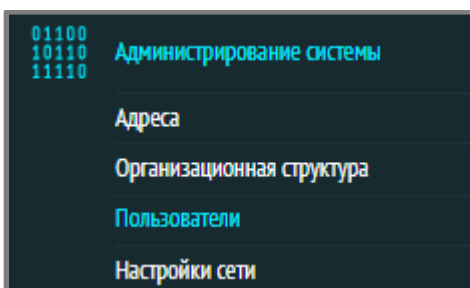 01100
10110
11110
Администрирование системы
Адреса
Организационная структура
Пользователи
Настройки сети